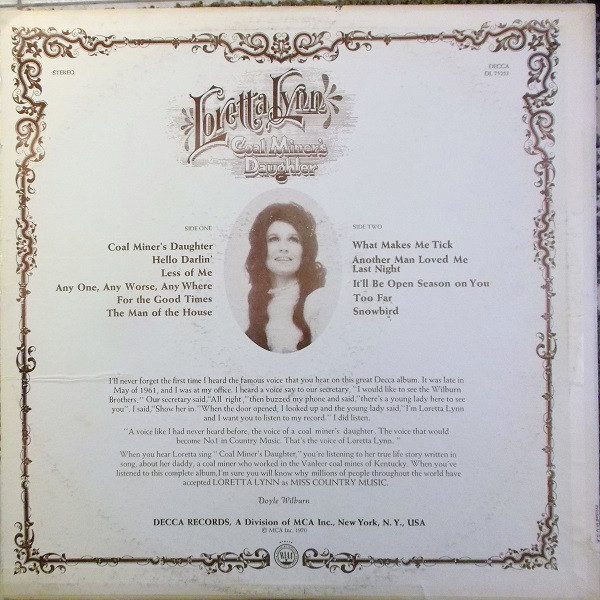 STEREO
DECCA
DL 75253
Loretta Lynn
Coal Miner's
Daughter
SIDE ONE
Coal Miner's Daughter
Hello Darlin'
Less of Me
Any One, Any Worse, Any Where
For the Good Times
The Man of the House
SIDE TWO
What Makes Me Tick
Another Man Loved Me
Last Night
It'll Be Open Season on You
Too Far
Snowbird
I'll never forget the first time I heard the famous voice that you hear on this great Decca album. It was late in
May of 1961, and I was at my office. I heard a voice say to our secretary, "I would like to see the Wilburn
Brothers." Our secretary said,"All right,"then buzzed my phone and said,"there's a young lady here to see
you". I said,"Show her in."When the door opened, I looked up and the young lady said,"I'm Loretta Lynn
and I want you to listen to my record." I did listen.
"A voice like I had never heard before, the voice of a coal miner's daughter. The voice that would
become No.1 in Country Music. That's the voice of Loretta Lynn. "
When you hear Loretta sing " Coal Miner's Daughter,"you're listening to her true life story written in
song, about her daddy, a coal miner who worked in the Vanleer coal mines of Kentucky. When you've
listened to this complete album,I'm sure you will know why millions of people throughout the world have
accepted LORETTA LYNN as MISS COUNTRY MUSIC.
Doyle Wilburn
DECCA RECORDS, A Division of MCA Inc., New York, N. Y., USA
© MCA Inc. 1970